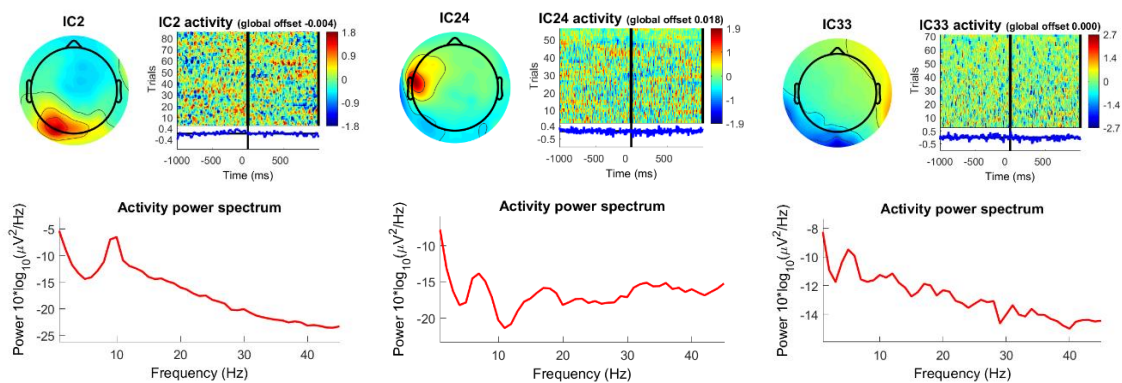 IC2
IC2 activity (global offset -0.004)
Trials
80
70
60
50
40
30
20
10
0.4
-0.4
-1000 -500 0 500
Time (ms)
1.8
0.9
0
-0.9
-1.8
IC24
IC24 activity (global offset 0.018)
Trials
50
40
30
20
10
0.4
-0.4
-1000 -500 0 500
Time (ms)
1.9
1
0
-1
-1.9
IC33
IC33 activity (global offset 0.000)
Trials
70
60
50
40
30
20
10
0.5
-0.5
-1000 -500 0 500
Time (ms)
2.7
1.4
0
-1.4
-2.7
Activity power spectrum
Power 10*log10(μV2/Hz)
-5
-10
-15
-20
-25
10 20 30 40
Frequency (Hz)
Activity power spectrum
Power 10*log10(μV2/Hz)
-10
-15
-20
10 20 30 40
Frequency (Hz)
Activity power spectrum
Power 10*log10(μV2/Hz)
-8
-10
-12
-14
10 20 30 40
Frequency (Hz)